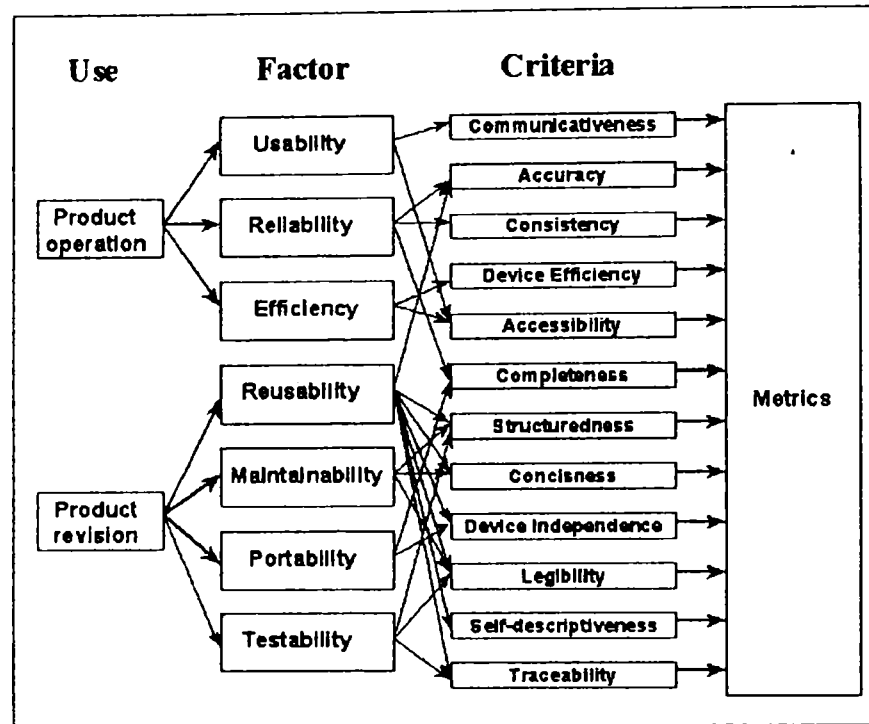 Use Factor Criteria
Product
operation
Product
revision
Usability
Reliability
Efficiency
Reusability
Maintainability
Portability
Testability
Communicativeness
Accuracy
Consistency
Device Efficiency
Accessibility
Completeness
Structuredness
Concisness
Device Independence
Legibility
Self-descriptiveness
Traceability
Metrics